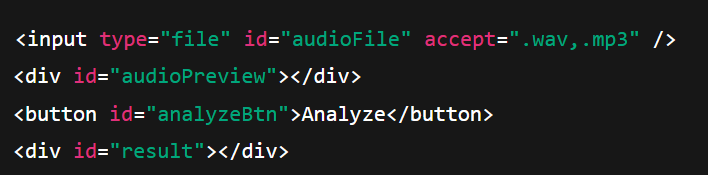 <input type="file" id="audioFile" accept=".wav,.mp3" />
<div id="audioPreview"></div>
<button id="analyzeBtn">Analyze</button>
<div id="result"></div>